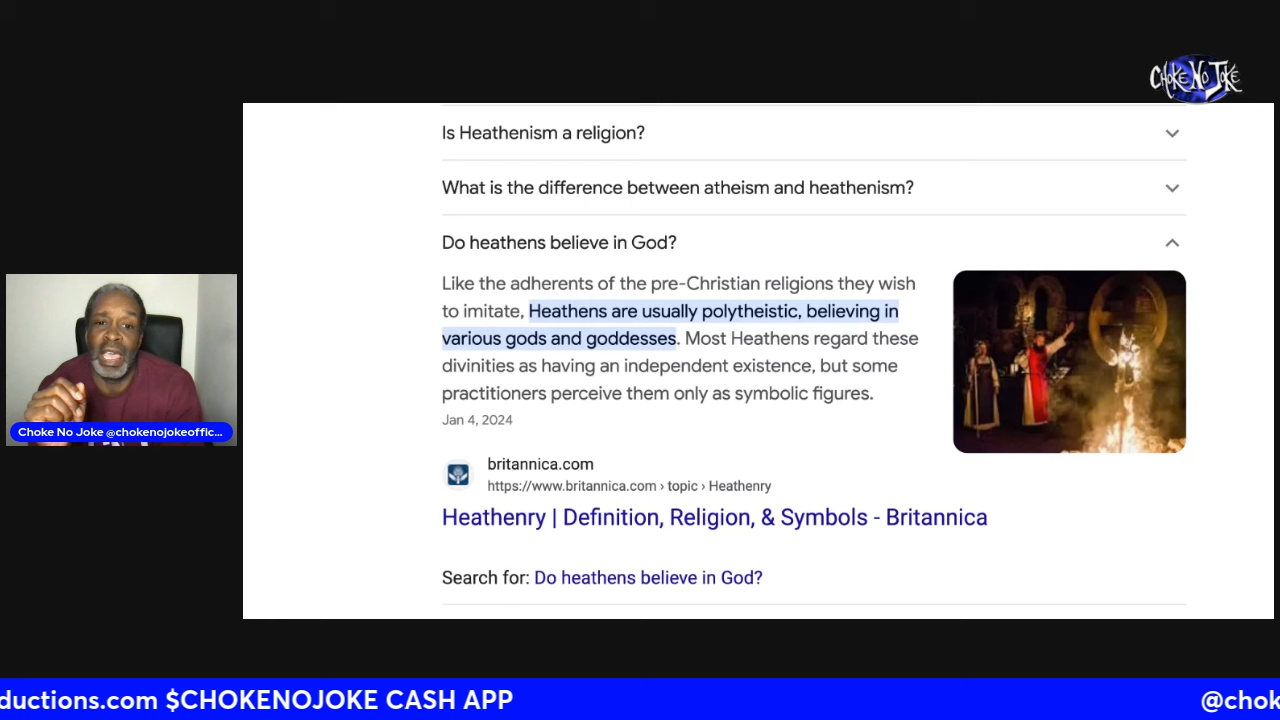 CHOKE NO JOKE
Is Heathenism a religion?
What is the difference between atheism and heathenism?
Do heathens believe in God?
Like the adherents of the pre-Christian religions they wish
to imitate, Heathens are usually polytheistic, believing in
various gods and goddesses. Most Heathens regard these
divinities as having an independent existence, but some
practitioners perceive them only as symbolic figures.
Jan 4, 2024
britannica.com
https://www.britannica.com › topic › Heathenry
Heathenry | Definition, Religion, & Symbols - Britannica
Search for: Do heathens believe in God?
Choke No Joke @chokenojokeoffic...
ductions.com $CHOKENOJOKE CASH APP
@chok